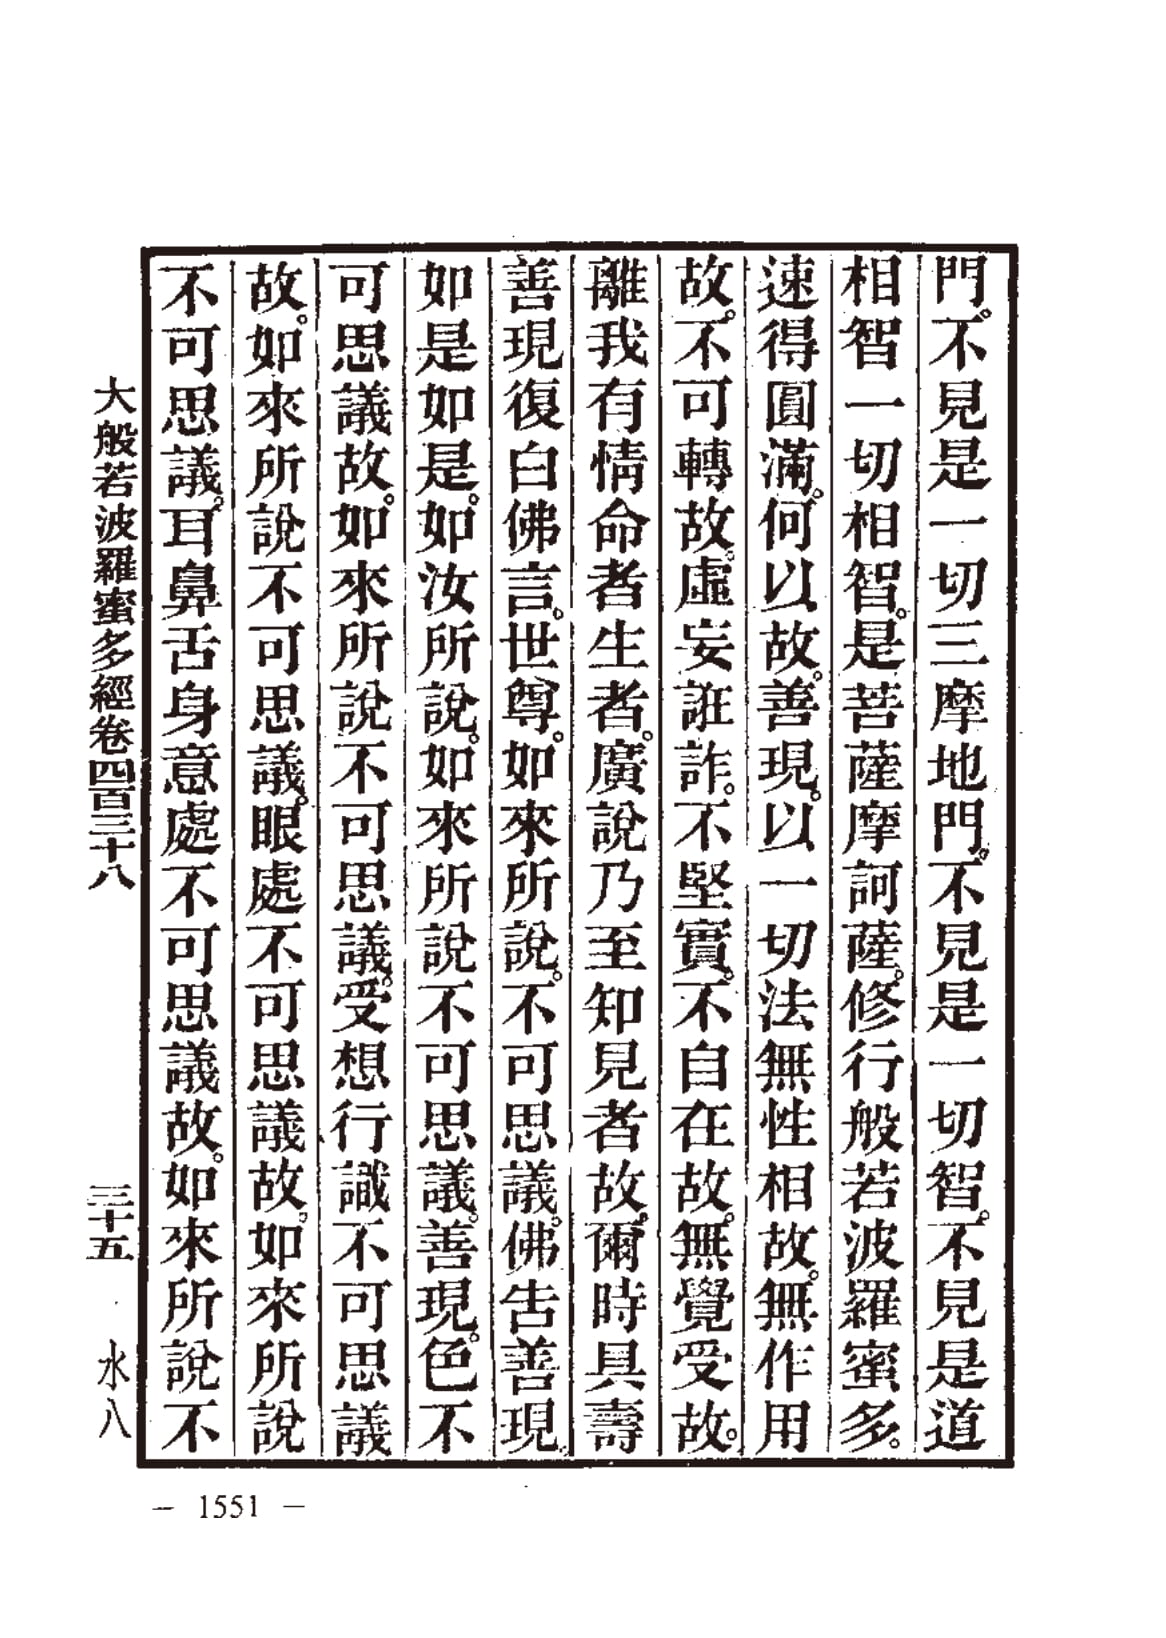 門。不見是一切三摩地門。不見是一切智。不見是道
相智一切相智。是菩薩摩訶薩。修行般若波羅蜜多。
速得圓滿。何以故。善現。以一切法無性相故。無作用
故。不可轉故。虛妄誑詐。不堅實。不自在故。無覺受故。
離我有情命者生者。廣說乃至知見者故。爾時具壽
善現復白佛言。世尊。如來所說。不可思議。佛告善現。
如是如是。如汝所說。如來所說不可思議。善現。色不
可思議故。如來所說不可思議。受想行識不可思議
故。如來所說不可思議。眼處不可思議故。如來所說
不可思議。耳鼻舌身意處不可思議故。如來所說不
大般若波羅蜜多經卷四百三十八 三十五 水八
— 1551 —